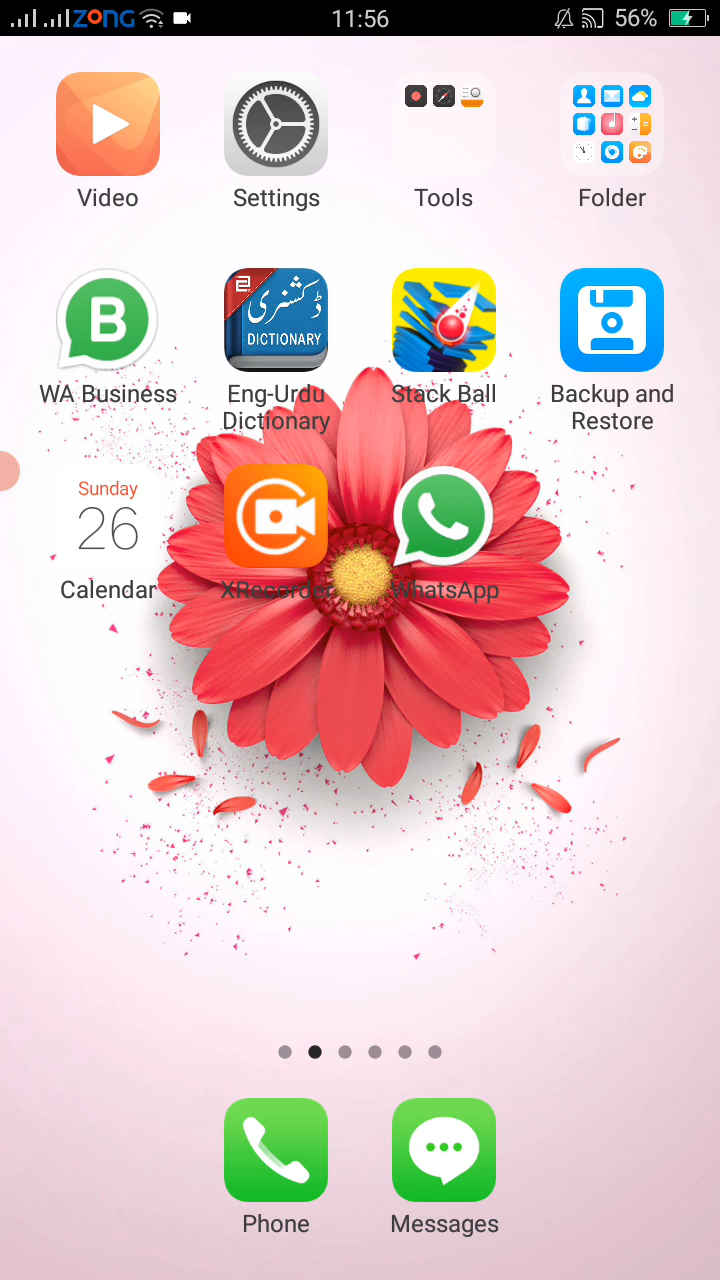 ZONG 11:56 56%
Video Settings Tools Folder
ڈکشنری
DICTIONARY
WA Business Eng-Urdu Dictionary Stack Ball Backup and Restore
Sunday
26
Calendar XRecorder WhatsApp
Phone Messages